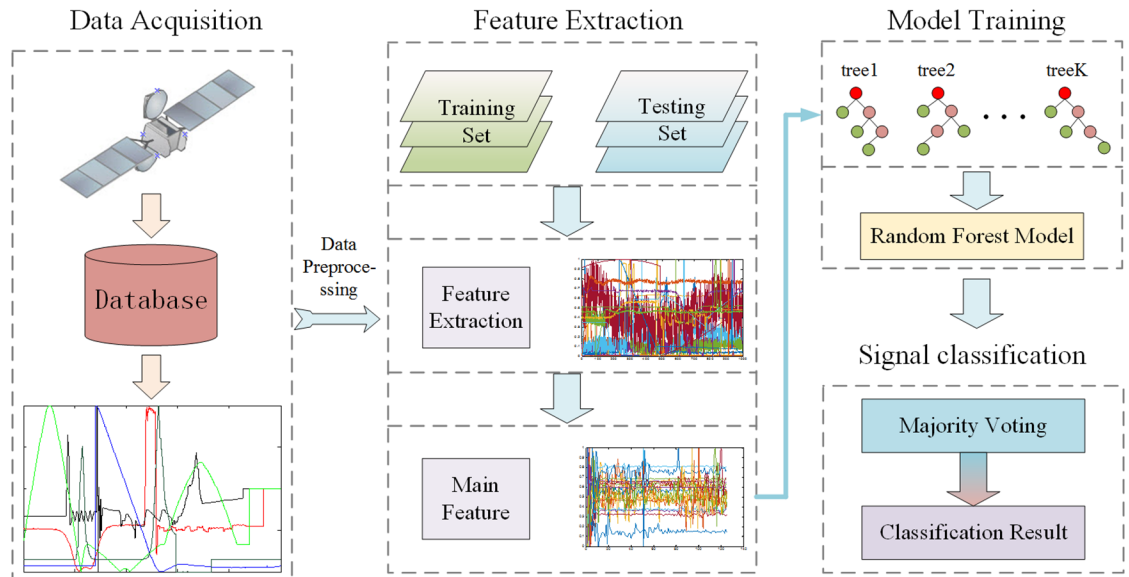 Data Acquisition
Database
Data
Preproce-
ssing
Feature Extraction
Training
Set
Testing
Set
Feature
Extraction
Main
Feature
Model Training
tree1
tree2
treeK
Random Forest Model
Signal classification
Majority Voting
Classification Result